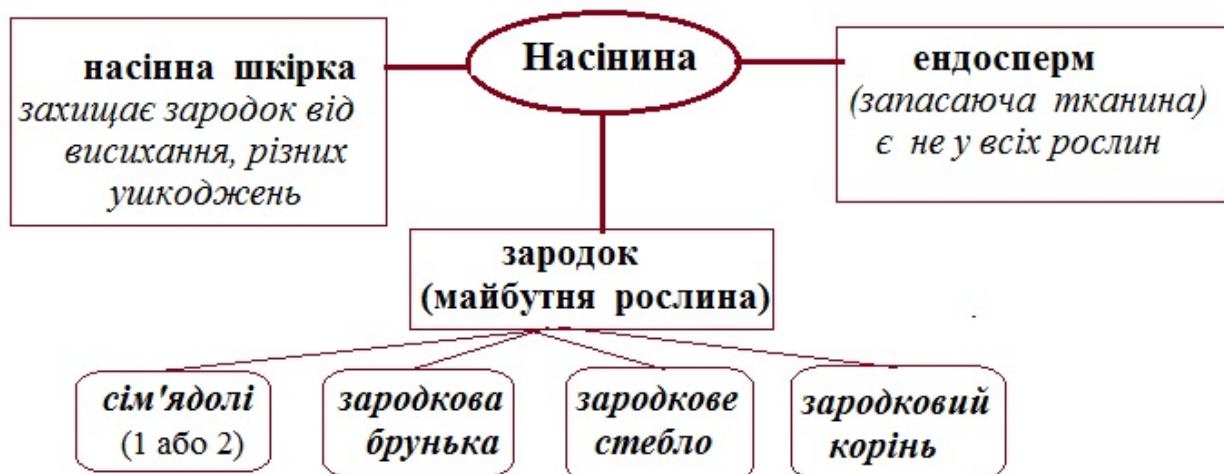 Насінина
насінна шкірка
захищає зародок від
висихання, різних
ушкоджень
ендосперм
(запасаюча тканина)
є не у всіх рослин
зародок
(майбутня рослина)
сім'ядолі
(1 або 2)
зародкова
брунька
зародкове
стебло
зародковий
корінь